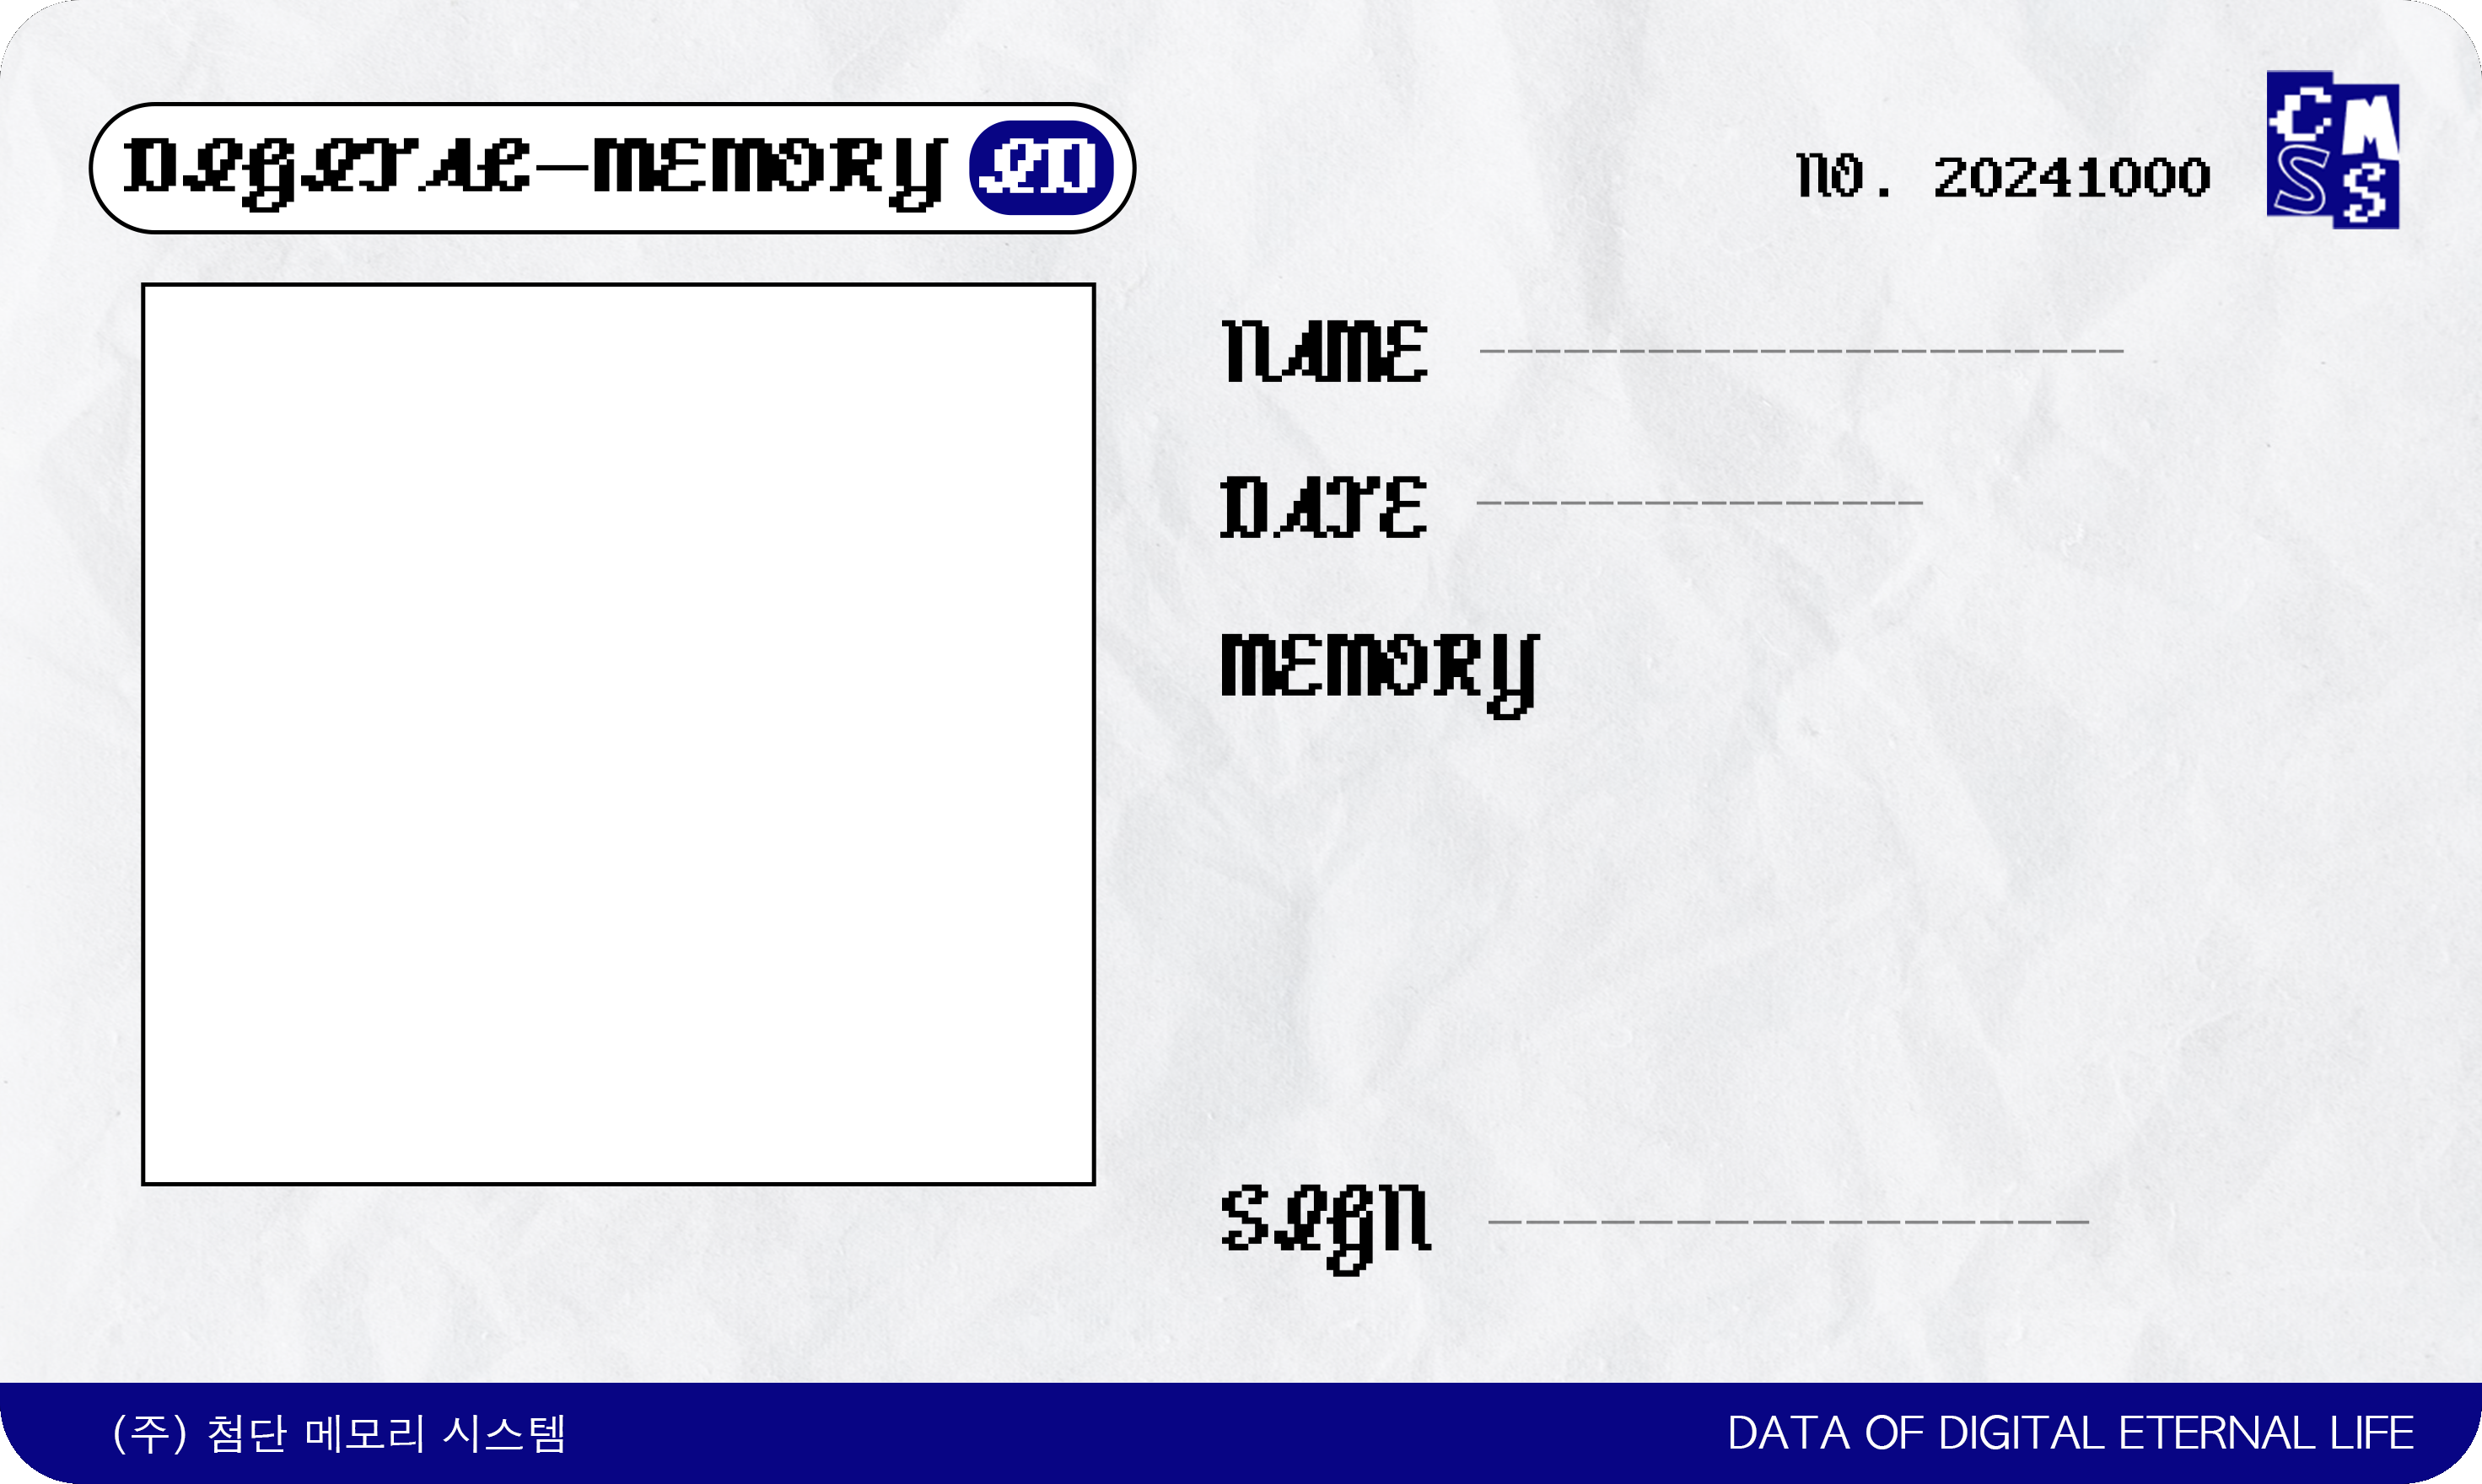 DIGITAL-MEMORY ID
NO. 20241000
CMSS
NAME
DATE
MEMORY
SIGN
(주) 첨단 메모리 시스템
DATA OF DIGITAL ETERNAL LIFE